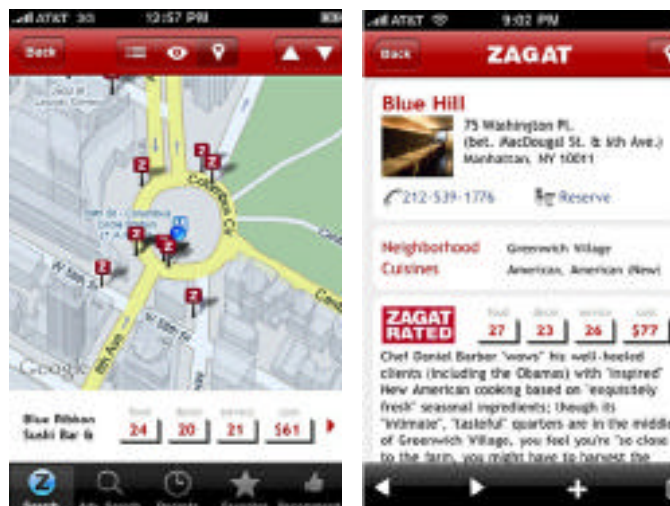 AT&T 3G 12:57 PM
Back
Columbus Cir
W 58th St
8th Ave
Google
Blue Ribbon
Sushi Bar &
food decor service cost
24 20 21 $61
Search
AT&T 9:02 PM
Back ZAGAT
Blue Hill
75 Washington Pl.
(bet. MacDougal St. & 6th Ave.)
Manhattan, NY 10011
212-539-1776 Reserve
Neighborhood Greenwich Village
Cuisines American, American (New)
ZAGAT
RATED
food decor service cost
27 23 26 $77
Chef Daniel Barber "wows" his well-heeled
clients (including the Obamas) with "inspired"
New American cooking based on "exquisitely
fresh" seasonal ingredients; though its
"intimate", "tasteful" quarters are in the middle
of Greenwich Village, you feel you're "so close
to the farm, you might have to harvest the